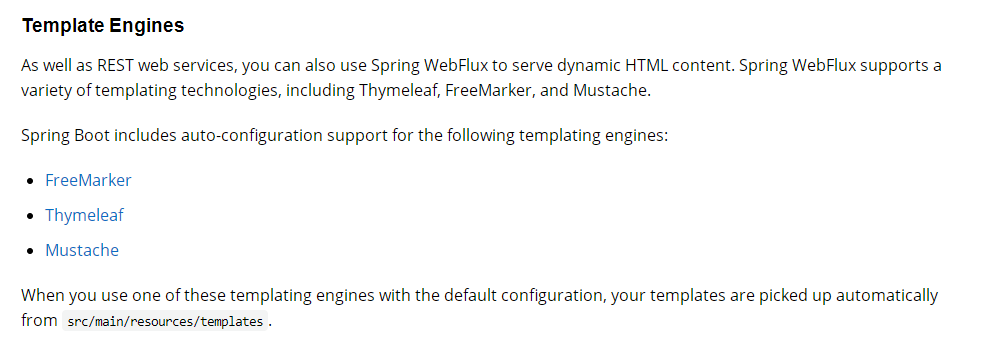 Template Engines
As well as REST web services, you can also use Spring WebFlux to serve dynamic HTML content. Spring WebFlux supports a
variety of templating technologies, including Thymeleaf, FreeMarker, and Mustache.
Spring Boot includes auto-configuration support for the following templating engines:
• FreeMarker
• Thymeleaf
• Mustache
When you use one of these templating engines with the default configuration, your templates are picked up automatically
from src/main/resources/templates.